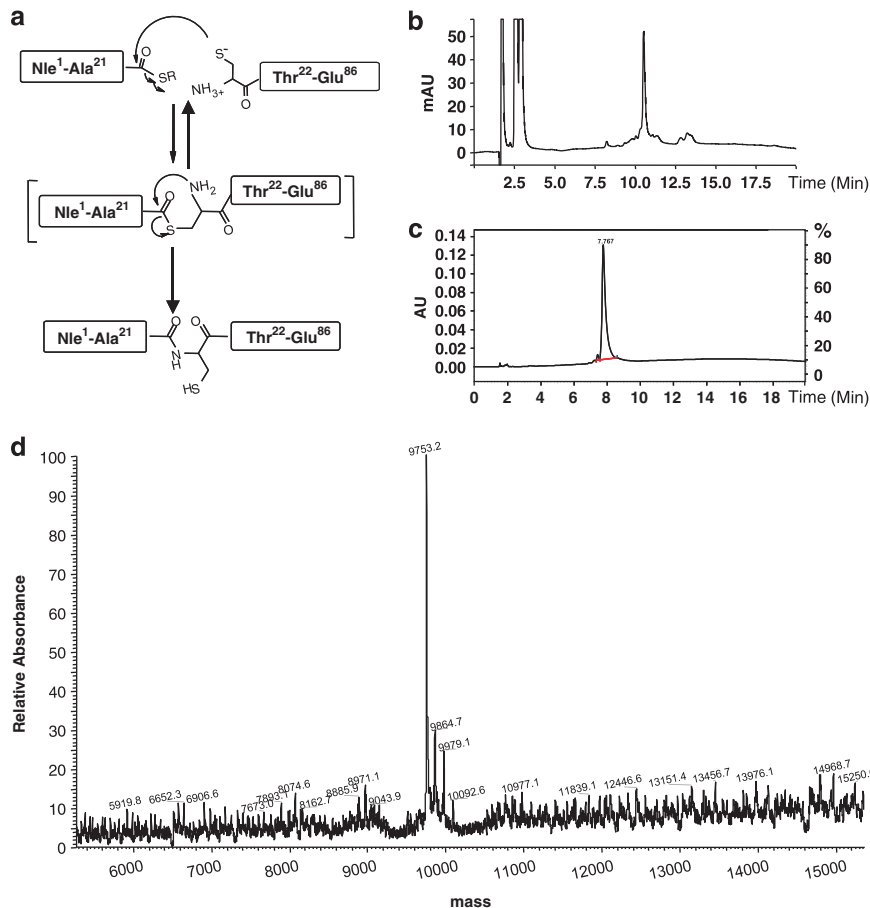 a
Nle1-Ala21
O
SR
S-
NH3+
O
Thr22-Glu86
Nle1-Ala21
O
S
NH2
O
Thr22-Glu86
Nle1-Ala21
O
N
H
O
HS
Thr22-Glu86
b
mAU
50
40
30
20
10
0
2.5 5.0 7.5 10.0 12.5 15.0 17.5 Time (Min)
c
AU
0.14
0.12
0.10
0.08
0.06
0.04
0.02
0.00
7.767
%
80
60
40
20
0
0 2 4 6 8 10 12 14 16 18 Time (Min)
d
Relative Absorbance
100
90
80
70
60
50
40
30
20
10
0
9753.2
9864.7
9979.1
10092.6
5919.8
6652.3
6906.6
7673.0
7893.1
8074.6
8162.7
8885.9
8971.1
9043.9
10977.1
11839.1
12446.6
13151.4
13456.7
13976.1
14968.7
6000 7000 8000 9000 10000 11000 12000 13000 14000 15000
mass